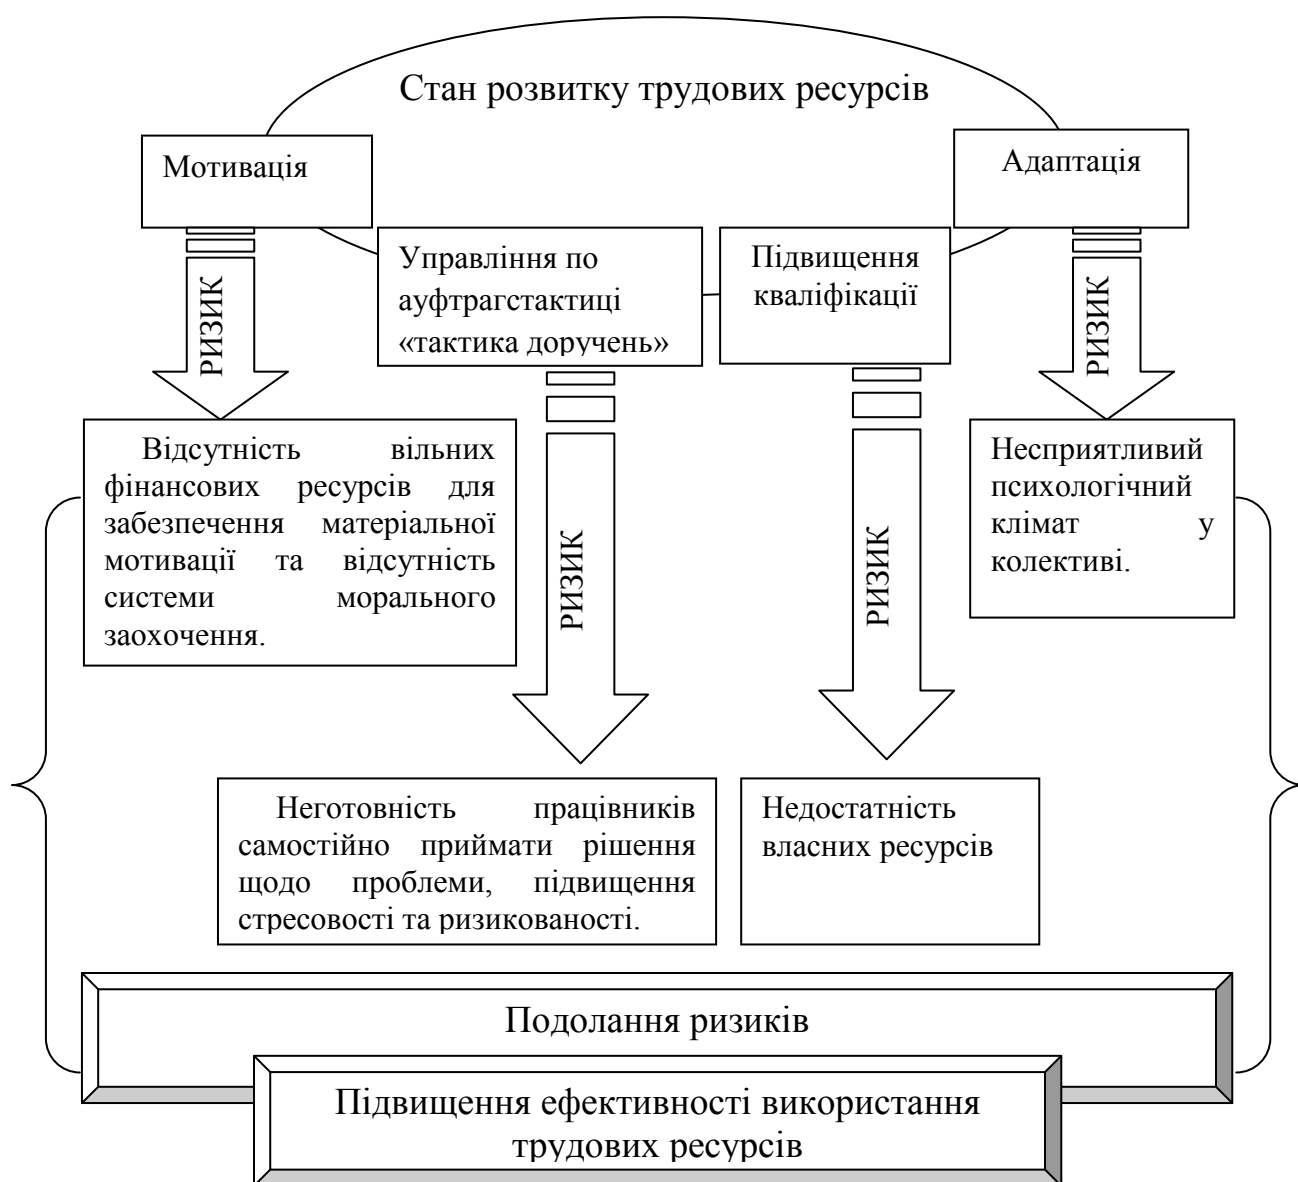 Стан розвитку трудових ресурсів
Мотивація
Адаптація
Управління по
ауфтрагстактиці
«тактика доручень»
Підвищення
кваліфікації
РИЗИК
РИЗИК
РИЗИК
РИЗИК
Відсутність вільних
фінансових ресурсів для
забезпечення матеріальної
мотивації та відсутність
системи морального
заохочення.
Несприятливий
психологічний
клімат у
колективі.
Неготовність працівників
самостійно приймати рішення
щодо проблеми, підвищення
стресовості та ризикованості.
Недостатність
власних ресурсів
Подолання ризиків
Підвищення ефективності використання
трудових ресурсів